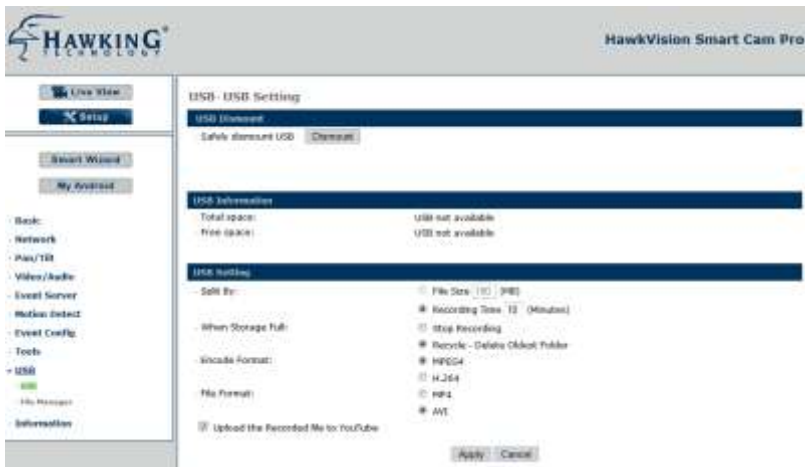 HAWKING
TECHNOLOGY
HawkVision Smart Cam Pro
Live View
Setup
Smart Wizard
My Android
Basic
Network
Pan/Tilt
Video/Audio
Event Server
Motion Detect
Event Config
Tools
USB
USB
File Manager
Information
USB- USB Setting
USB Dismount
Safely dismount USB Dismount
USB Information
Total space: USB not available
Free space: USB not available
USB Setting
Split By: File Size (MB)
Recording Time 10 (Minutes)
When Storage Full: Stop Recording
Recycle - Delete Oldest Folder
Encode Format: MPEG4
H.264
File Format: MP4
AVI
Upload the Recorded file to YouTube
Apply Cancel